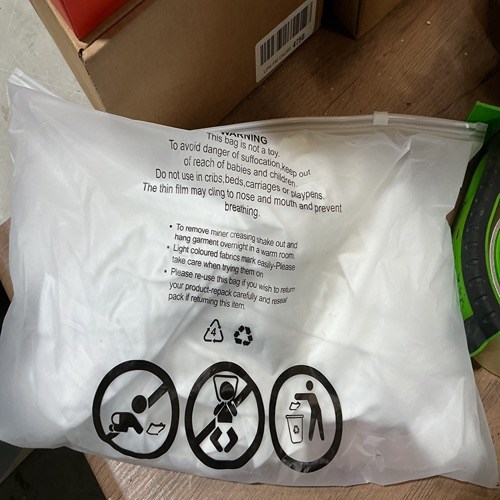 WARNING
This bag is not a toy.
To avoid danger of suffocation,keep out
of reach of babies and children.
Do not use in cribs,beds,carriages or playpens.
The thin film may cling to nose and mouth and prevent
breathing.
• To remove miner creasing shake out and
hang garment overnight in a warm room
• Light coloured fabrics mark easily-Please
take care when trying them on
• Please re-use this bag if you wish to return
your product-repack carefully and reseal
pack if returning this item.
4